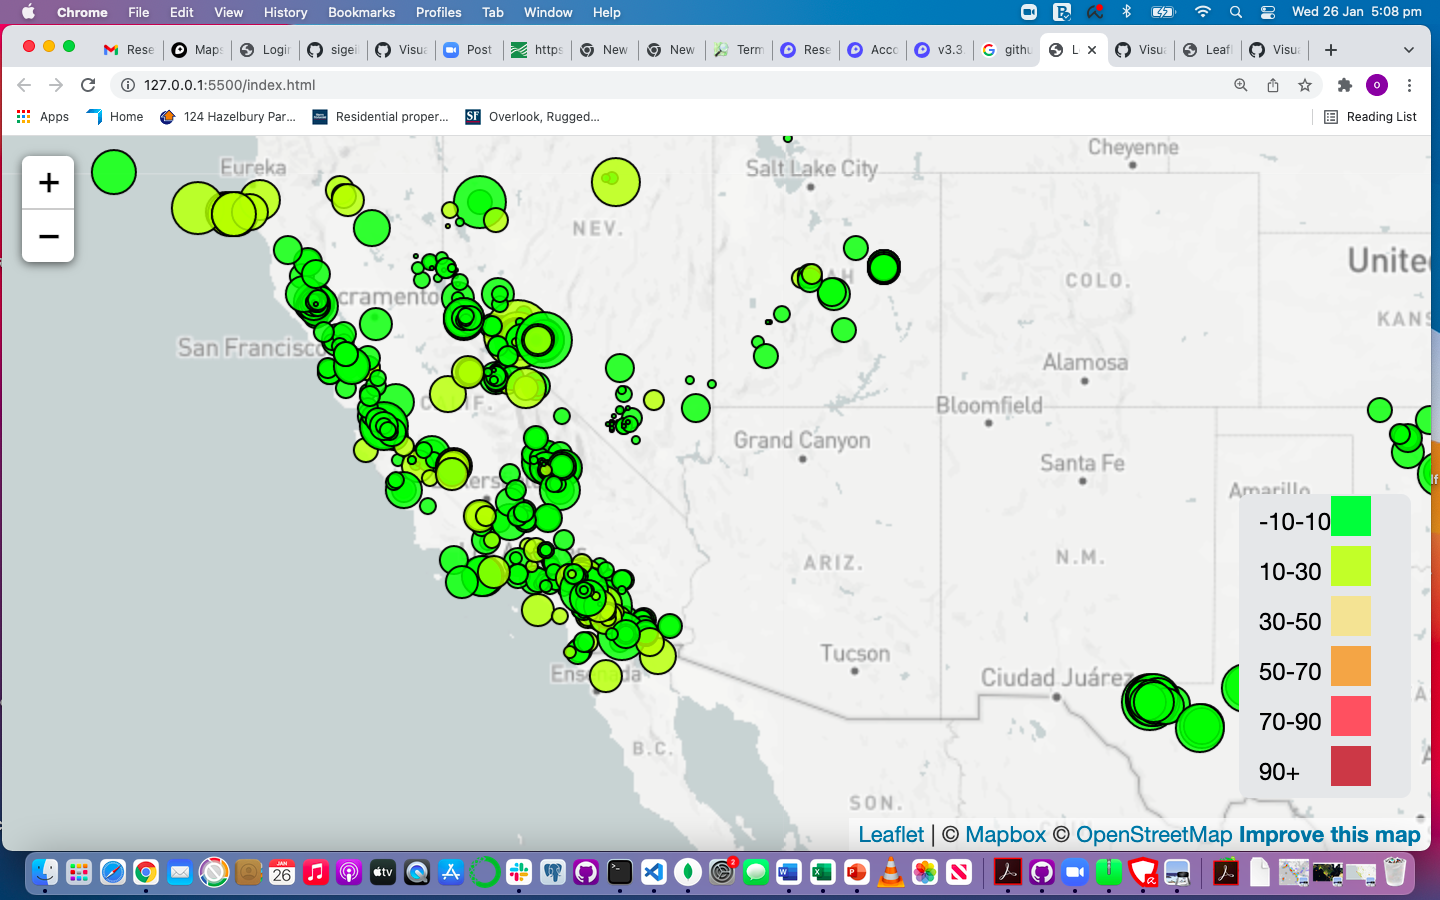 Chrome File Edit View History Bookmarks Profiles Tab Window Help Wed 26 Jan 5:08 pm
Rese Maps Login sigei Visua Post https New New Term Rese Acco v3.3 githu L Visua Leafl Visua
127.0.0.1:5500/index.html
Apps Home 124 Hazelbury Par... Residential proper... Overlook, Rugged... Reading List
+
−
Eureka
Salt Lake City
Cheyenne
NEV.
AH
COLO.
Unite
cramento
KANS
San Francisco
Alamosa
CALIF.
Bloomfield
Grand Canyon
Santa Fe
Amarillo
ARIZ.
N.M.
Tucson
Ciudad Juárez
Ensenada
B.C.
SON.
-10-10
10-30
30-50
50-70
70-90
90+
Leaflet | © Mapbox © OpenStreetMap Improve this map
JAN
26
tv
2